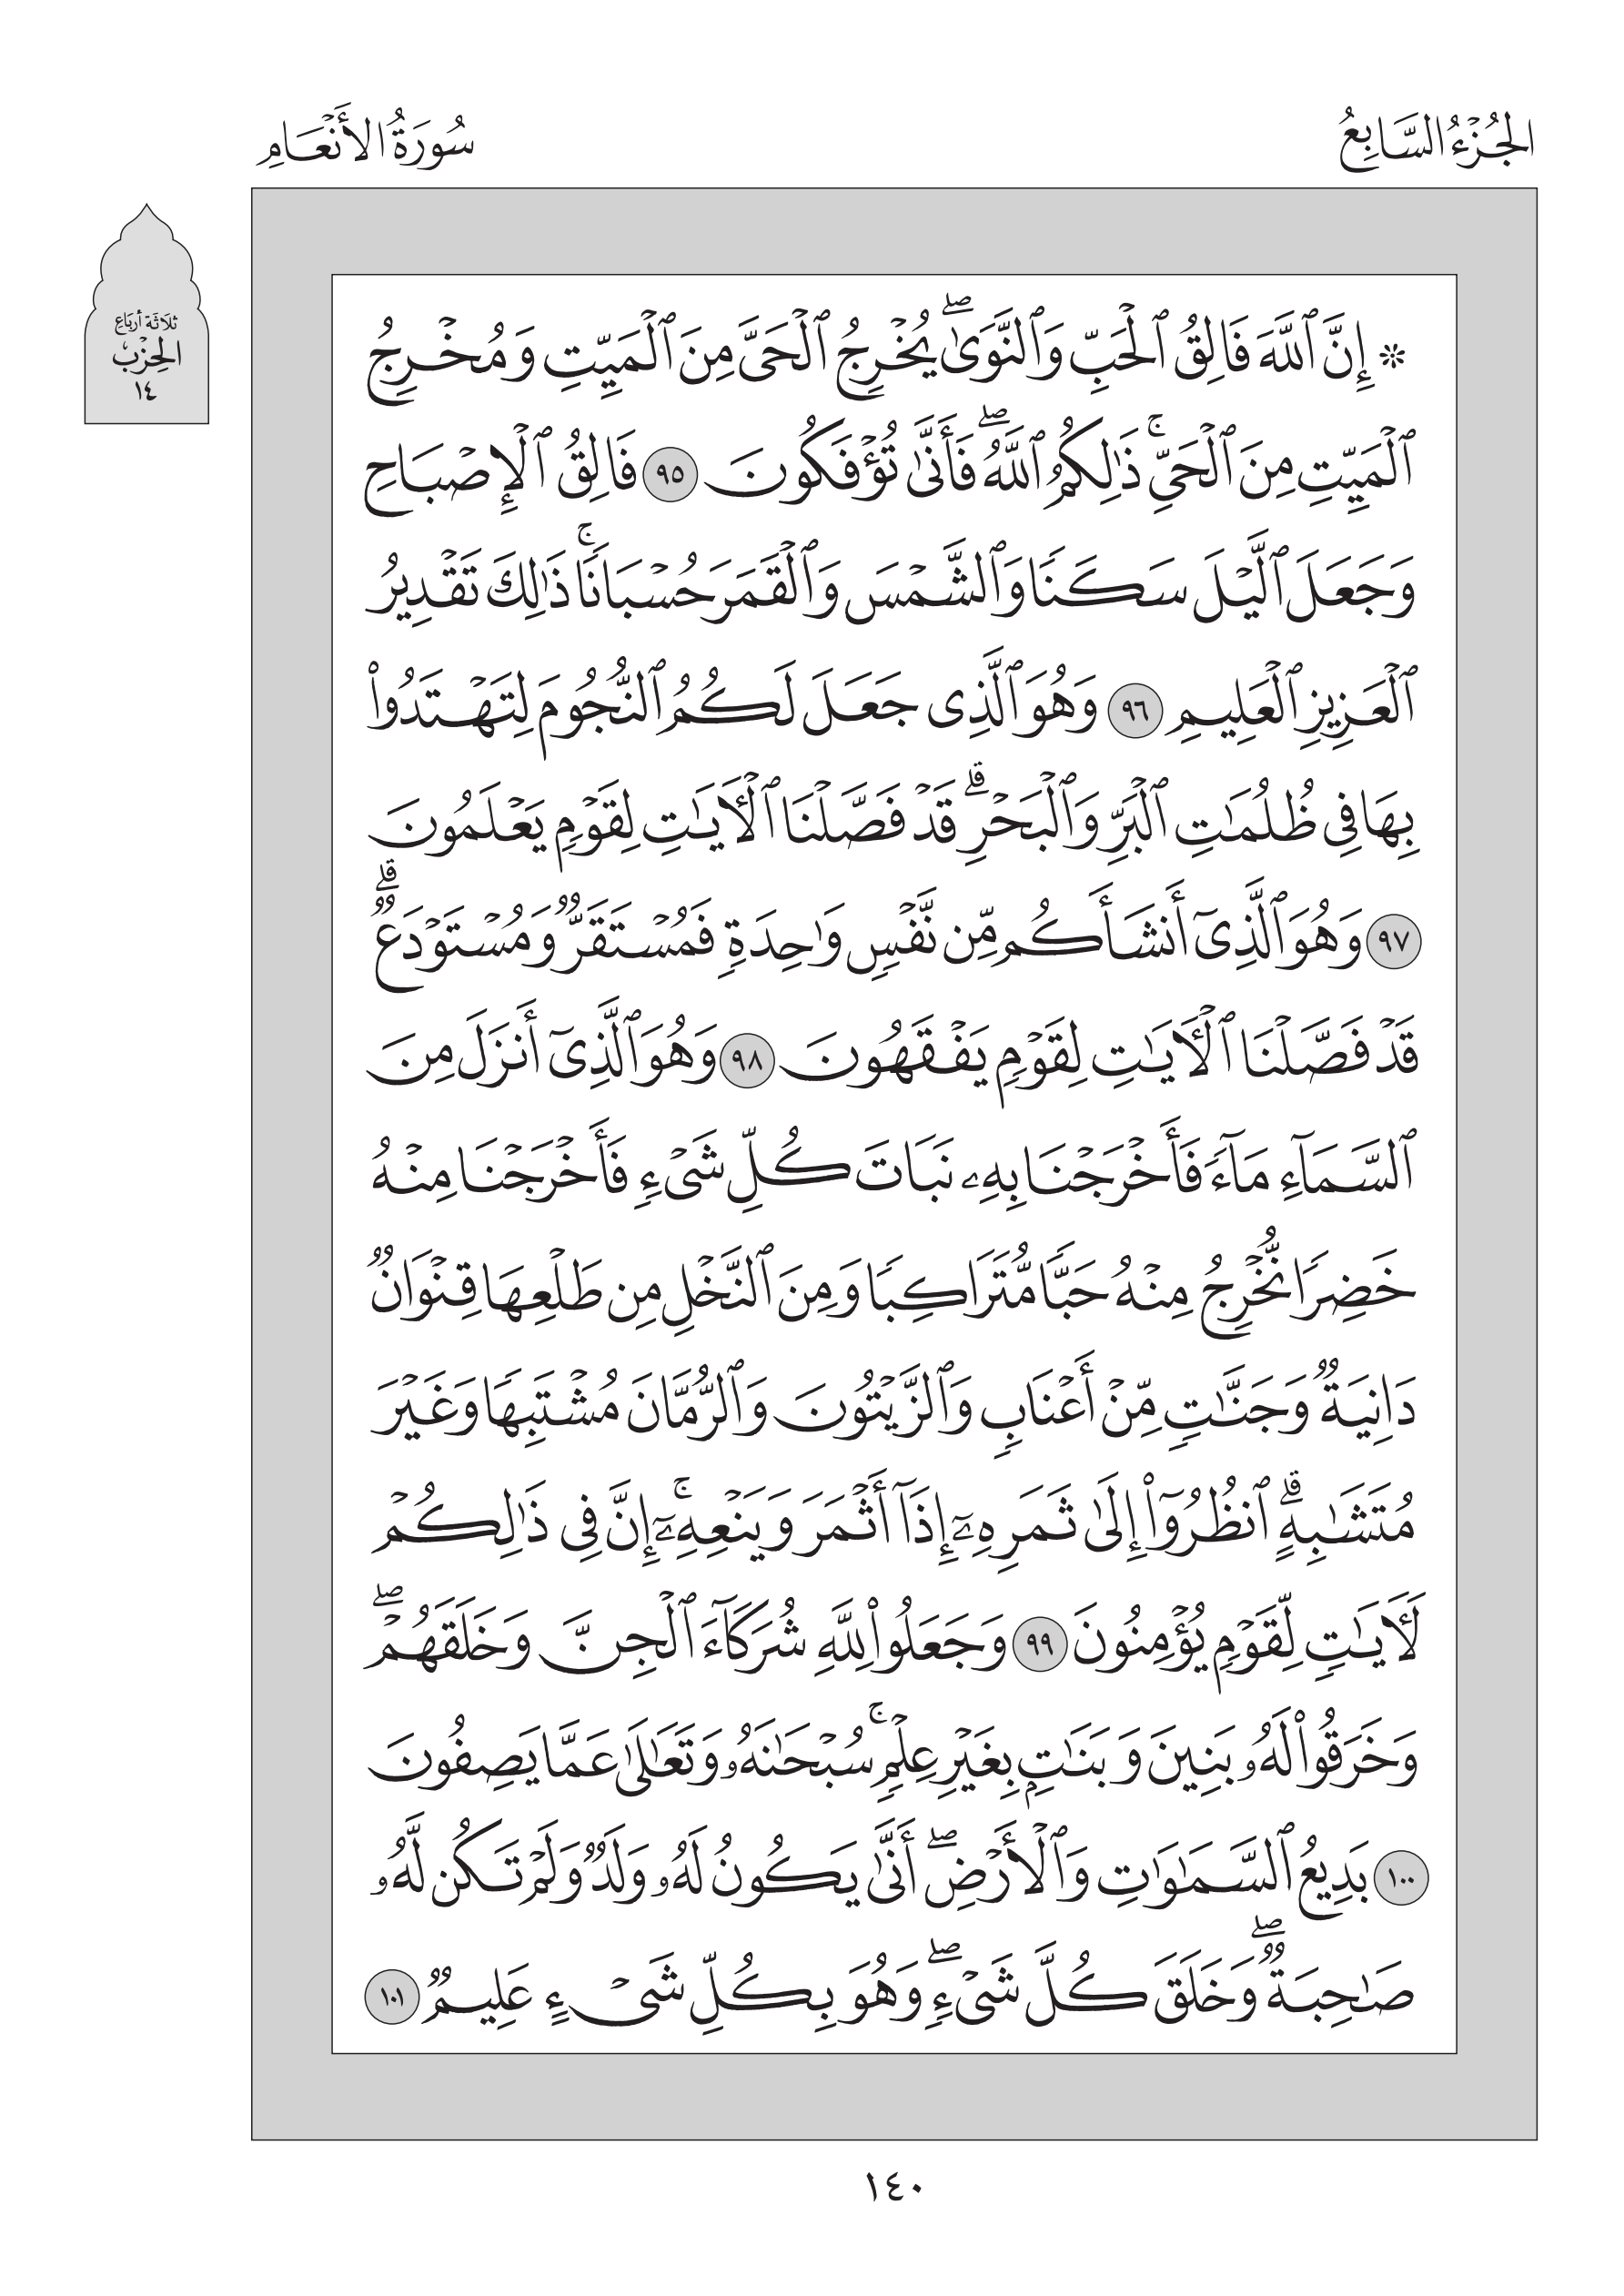 الجُزْءُ السَّابِعُ
سُورَةُ الأَنْعَامِ
ثلاثة أرباع
الحِزْب
١٤
۞ إِنَّ ٱللَّهَ فَالِقُ ٱلْحَبِّ وَٱلنَّوَىٰۖ يُخْرِجُ ٱلْحَىَّ مِنَ ٱلْمَيِّتِ وَمُخْرِجُ
ٱلْمَيِّتِ مِنَ ٱلْحَىِّۚ ذَٰلِكُمُ ٱللَّهُۖ فَأَنَّىٰ تُؤْفَكُونَ ٩٥ فَالِقُ ٱلْإِصْبَاحِ
وَجَعَلَ ٱلَّيْلَ سَكَنًا وَٱلشَّمْسَ وَٱلْقَمَرَ حُسْبَانًاۚ ذَٰلِكَ تَقْدِيرُ
ٱلْعَزِيزِ ٱلْعَلِيمِ ٩٦ وَهُوَ ٱلَّذِى جَعَلَ لَكُمُ ٱلنُّجُومَ لِتَهْتَدُوا۟
بِهَا فِى ظُلُمَٰتِ ٱلْبَرِّ وَٱلْبَحْرِۗ قَدْ فَصَّلْنَا ٱلْـَٔايَٰتِ لِقَوْمٍ يَعْلَمُونَ
٩٧ وَهُوَ ٱلَّذِىٓ أَنشَأَكُم مِّن نَّفْسٍ وَٰحِدَةٍ فَمُسْتَقَرٌّ وَمُسْتَوْدَعٌۗ
قَدْ فَصَّلْنَا ٱلْـَٔايَٰتِ لِقَوْمٍ يَفْقَهُونَ ٩٨ وَهُوَ ٱلَّذِىٓ أَنزَلَ مِنَ
ٱلسَّمَآءِ مَآءً فَأَخْرَجْنَا بِهِۦ نَبَاتَ كُلِّ شَىْءٍ فَأَخْرَجْنَا مِنْهُ
خَضِرًا نُّخْرِجُ مِنْهُ حَبًّا مُّتَرَاكِبًا وَمِنَ ٱلنَّخْلِ مِن طَلْعِهَا قِنْوَانٌ
دَانِيَةٌ وَجَنَّٰتٍ مِّنْ أَعْنَابٍ وَٱلزَّيْتُونَ وَٱلرُّمَّانَ مُشْتَبِهًا وَغَيْرَ
مُتَشَٰبِهٍۗ ٱنظُرُوٓا۟ إِلَىٰ ثَمَرِهِۦٓ إِذَآ أَثْمَرَ وَيَنْعِهِۦٓۚ إِنَّ فِى ذَٰلِكُمْ
لَـَٔايَٰتٍ لِّقَوْمٍ يُؤْمِنُونَ ٩٩ وَجَعَلُوا۟ لِلَّهِ شُرَكَآءَ ٱلْجِنَّ وَخَلَقَهُمْۖ
وَخَرَقُوا۟ لَهُۥ بَنِينَ وَبَنَٰتٍۭ بِغَيْرِ عِلْمٍۚ سُبْحَٰنَهُۥ وَتَعَٰلَىٰ عَمَّا يَصِفُونَ
١٠٠ بَدِيعُ ٱلسَّمَٰوَٰتِ وَٱلْأَرْضِۖ أَنَّىٰ يَكُونُ لَهُۥ وَلَدٌ وَلَمْ تَكُن لَّهُۥ
صَٰحِبَةٌۖ وَخَلَقَ كُلَّ شَىْءٍۖ وَهُوَ بِكُلِّ شَىْءٍ عَلِيمٌ ١٠١
١٤٠